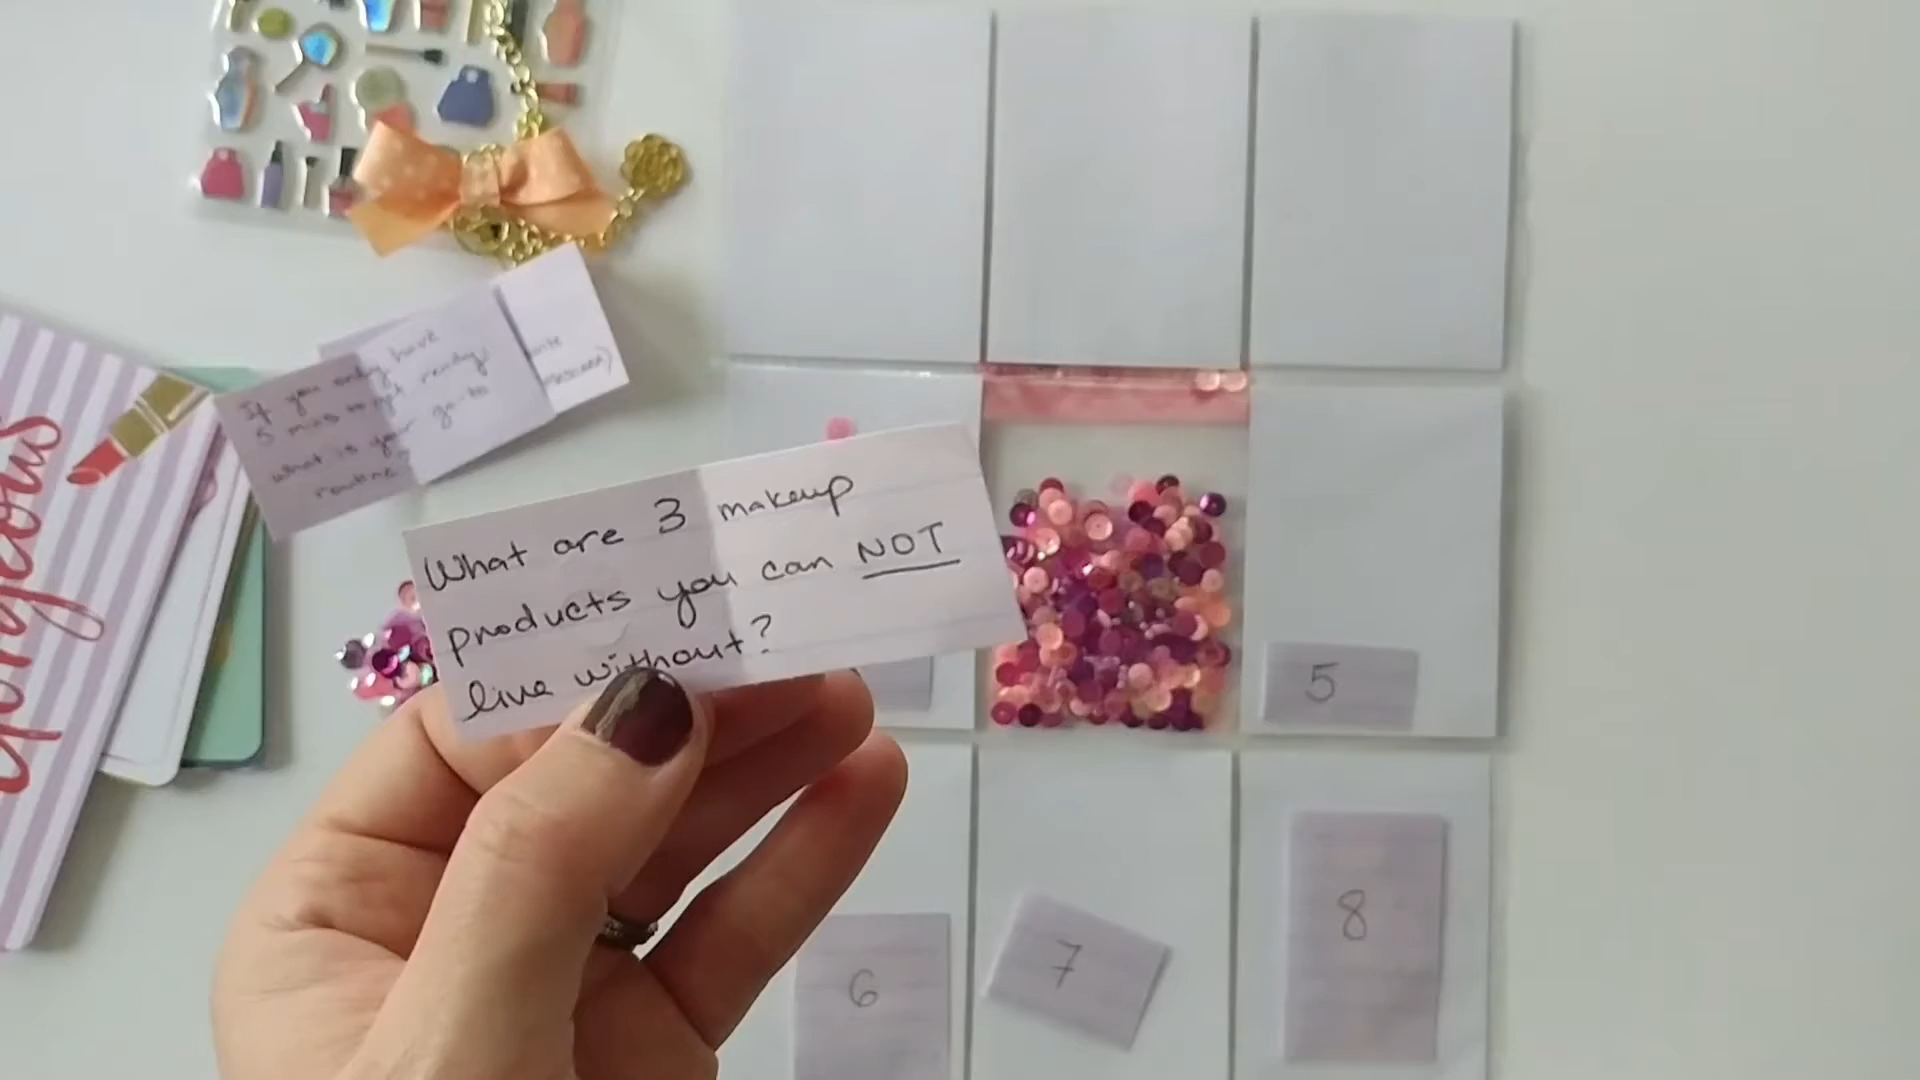 If you only have
5 mins to get ready,
what is your go-to
routine
What are 3 makeup
products you can NOT
live without?
5
6
7
8
gorgeous